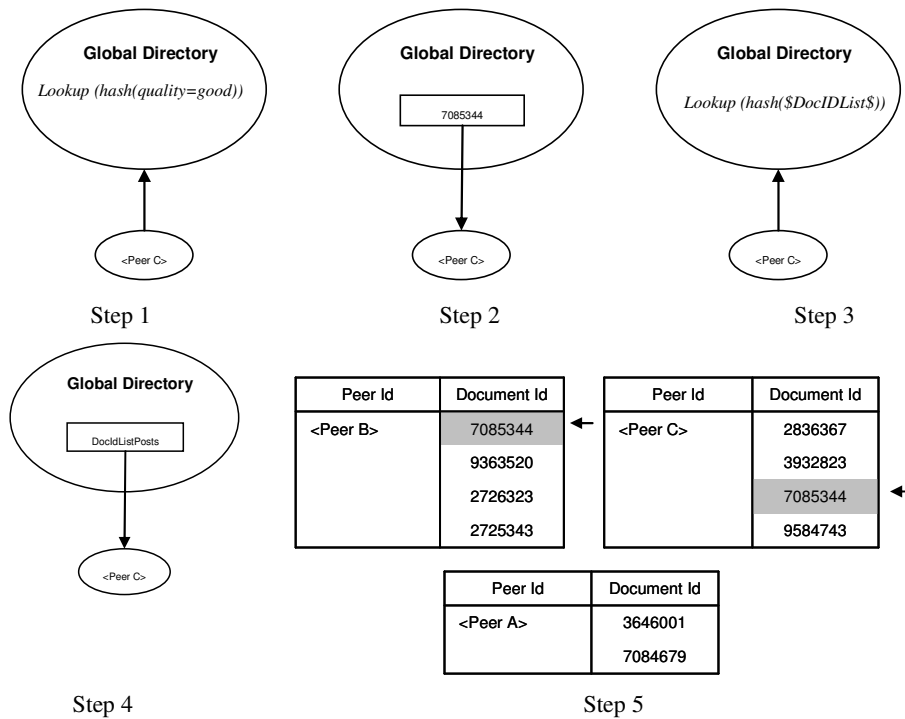 Global Directory
Lookup (hash(quality=good))
<Peer C>
Step 1
Global Directory
7085344
<Peer C>
Step 2
Global Directory
Lookup (hash($DocIDList$))
<Peer C>
Step 3
Global Directory
DocIdListPosts
<Peer C>
Step 4
Peer Id Document Id
<Peer B> 7085344
9363520
2726323
2725343
Peer Id Document Id
<Peer C> 2836367
3932823
7085344
9584743
Peer Id Document Id
<Peer A> 3646001
7084679
Step 5